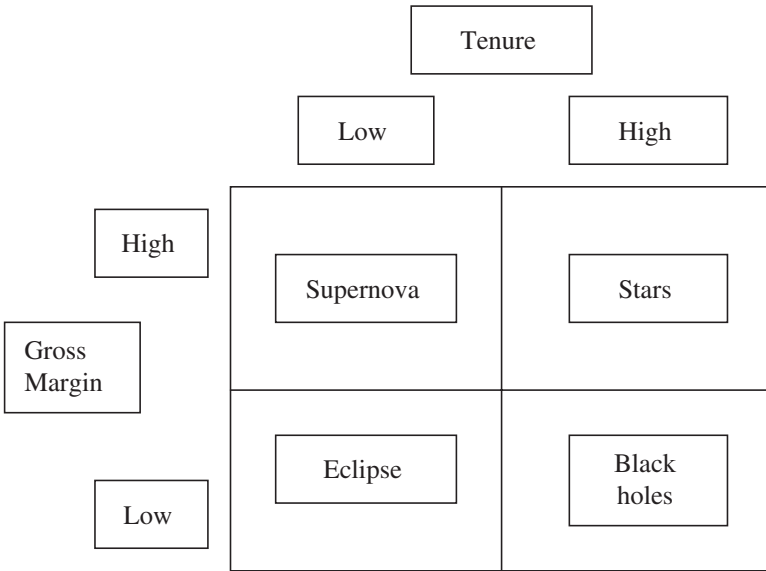 Tenure
Low
High
High
Supernova
Stars
Gross
Margin
Eclipse
Black
holes
Low